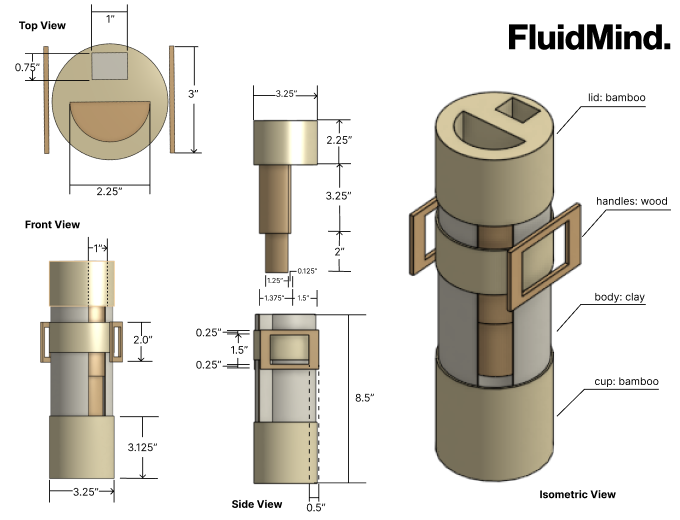 Top View
1”
0.75”
3”
2.25”
FluidMind.
3.25”
2.25”
3.25”
2”
0.125”
1.25”
1.375”
1.5”
lid: bamboo
handles: wood
body: clay
cup: bamboo
Isometric View
Front View
1”
2.0”
3.125”
3.25”
0.25”
1.5”
0.25”
8.5”
0.5”
Side View